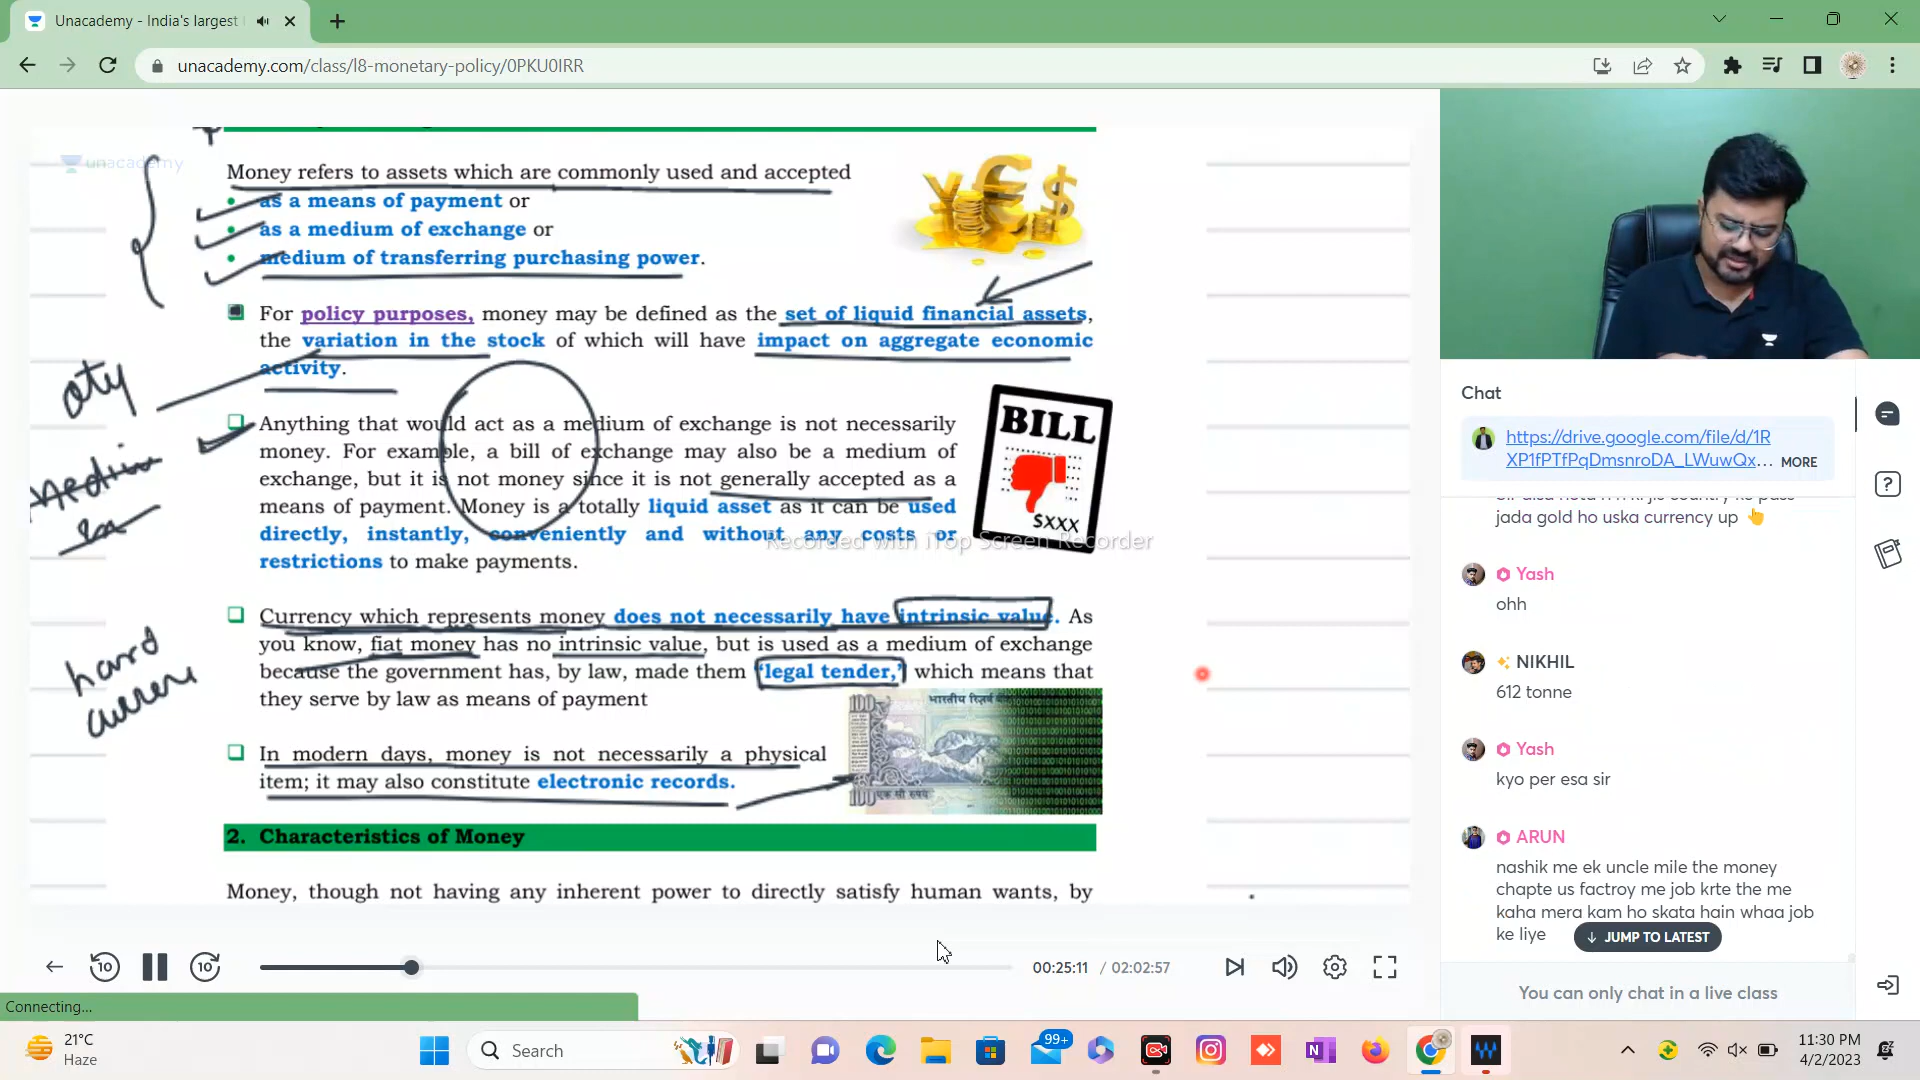 Unacademy - India's largest
unacademy.com/class/l8-monetary-policy/0PKU0IRR
unacademy
Money refers to assets which are commonly used and accepted
• as a means of payment or
• as a medium of exchange or
• medium of transferring purchasing power.
For policy purposes, money may be defined as the set of liquid financial assets,
the variation in the stock of which will have impact on aggregate economic
activity.
qty
Anything that would act as a medium of exchange is not necessarily
money. For example, a bill of exchange may also be a medium of
exchange, but it is not money since it is not generally accepted as a
means of payment. Money is a totally liquid asset as it can be used
directly, instantly, conveniently and without any costs or
restrictions to make payments.
BILL
$XXX
Recorded with iTop Screen Recorder
Medium
Currency which represents money does not necessarily have intrinsic value. As
you know, fiat money has no intrinsic value, but is used as a medium of exchange
because the government has, by law, made them "legal tender," which means that
they serve by law as means of payment
hard
In modern days, money is not necessarily a physical
item; it may also constitute electronic records.
100
भारतीय रिज़र्व
100 एक सौ रुपये
2. Characteristics of Money
Money, though not having any inherent power to directly satisfy human wants, by
10
10
00:25:11 / 02:02:57
Connecting...
Chat
https://drive.google.com/file/d/1R
XP1fPTfPqDmsnroDA_LWuwQx... MORE
jada gold ho uska currency up 👆
Yash
ohh
NIKHIL
612 tonne
Yash
kyo per esa sir
ARUN
nashik me ek uncle mile the money
chapte us factroy me job krte the me
kaha mera kam ho skata hain whaa job
ke liye
JUMP TO LATEST
You can only chat in a live class
21°C
Haze
Search
99+
11:30 PM
4/2/2023